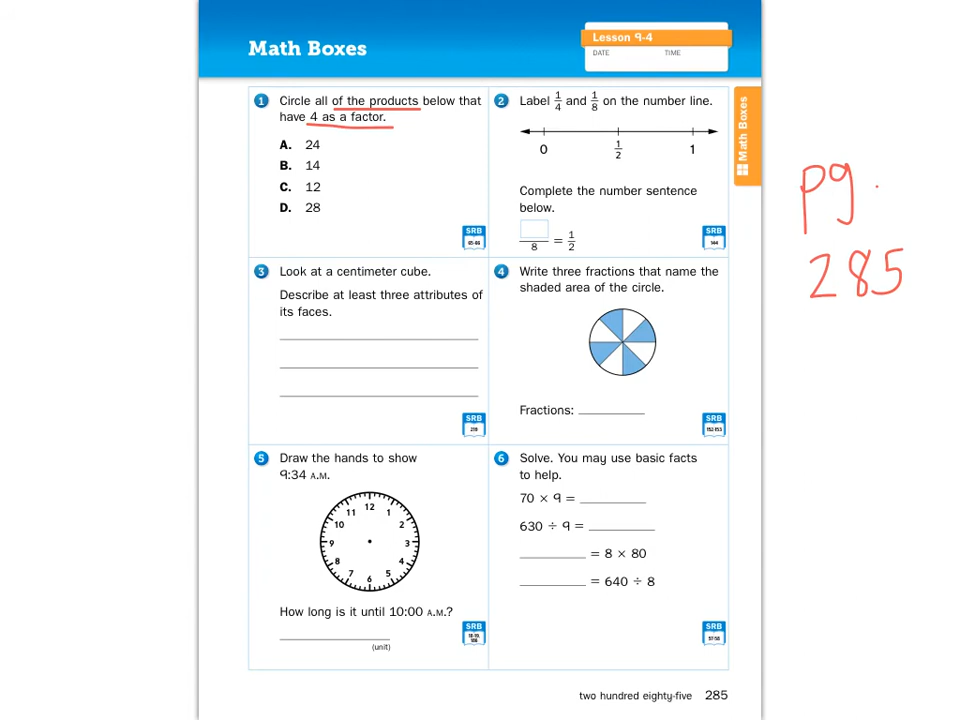 Math Boxes
Lesson 9-4
DATE TIME
Math Boxes
1 Circle all of the products below that
have 4 as a factor.
A. 24
B. 14
C. 12
D. 28
SRB
2 Label 1/4 and 1/8 on the number line.
0 1/2 1
Complete the number sentence
below.
/8 = 1/2
SRB
144
3 Look at a centimeter cube.
Describe at least three attributes of
its faces.
SRB
4 Write three fractions that name the
shaded area of the circle.
Fractions:
SRB
152-153
5 Draw the hands to show
9:34 A.M.
12
11 1
10 2
9 3
8 4
7 5
6
How long is it until 10:00 A.M.?
(unit)
SRB
6 Solve. You may use basic facts
to help.
70 × 9 =
630 ÷ 9 =
= 8 × 80
= 640 ÷ 8
SRB
57-58
two hundred eighty-five 285
pg.
285